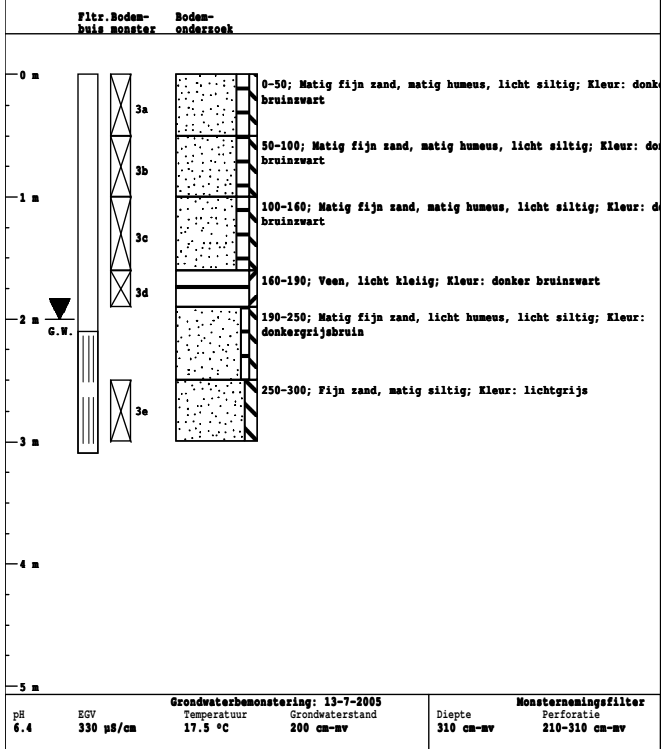 Fltr.Bodem- Bodem-
buis monster onderzoek
0 m
0-50; Matig fijn zand, matig humeus, licht siltig; Kleur: donke
bruinzwart
3a
50-100; Matig fijn zand, matig humeus, licht siltig; Kleur: do
bruinzwart
3b
1 m
100-160; Matig fijn zand, matig humeus, licht siltig; Kleur: d
bruinzwart
3c
160-190; Veen, licht kleiig; Kleur: donker bruinzwart
3d
2 m
G.W.
190-250; Matig fijn zand, licht humeus, licht siltig; Kleur:
donkergrijsbruin
250-300; Fijn zand, matig siltig; Kleur: lichtgrijs
3e
3 m
4 m
5 m
Grondwaterbemonstering: 13-7-2005 Monsternemingsfilter
pH EGV Temperatuur Grondwaterstand Diepte Perforatie
6.4 330 µS/cm 17.5 °C 200 cm-mv 310 cm-mv 210-310 cm-mv